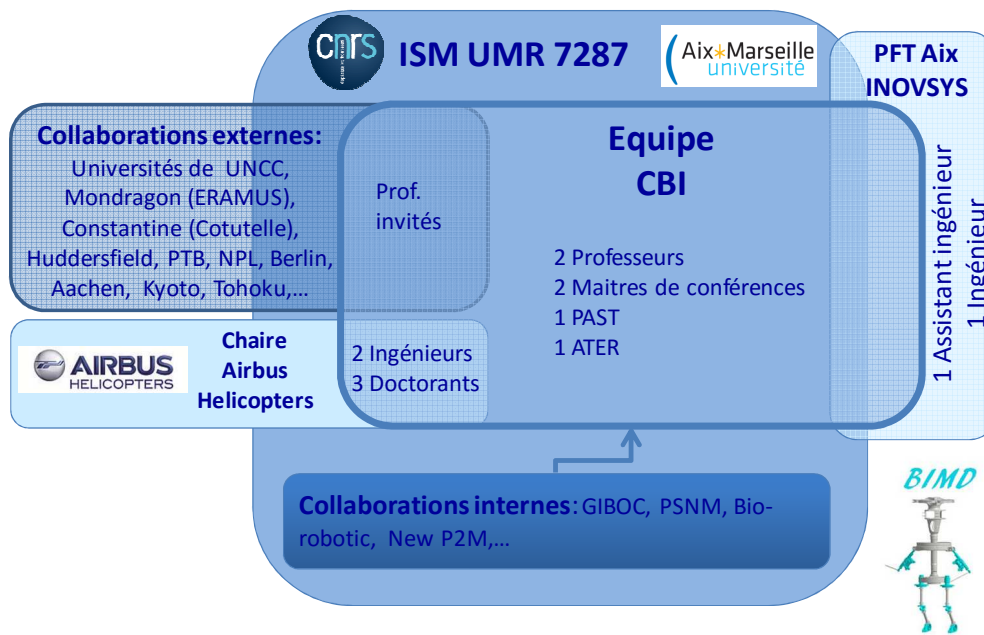 cnrs
ISM UMR 7287
Aix*Marseille
université
PFT Aix
INOVSYS
Collaborations externes:
Universités de UNCC,
Mondragon (ERAMUS),
Constantine (Cotutelle),
Huddersfield, PTB, NPL, Berlin,
Aachen, Kyoto, Tohoku,...
Prof.
invités
Equipe
CBI
2 Professeurs
2 Maitres de conférences
1 PAST
1 ATER
1 Assistant ingénieur
1 Ingénieur
AIRBUS
HELICOPTERS
Chaire
Airbus
Helicopters
2 Ingénieurs
3 Doctorants
Collaborations internes: GIBOC, PSNM, Bio-
robotic, New P2M,...
BIMD